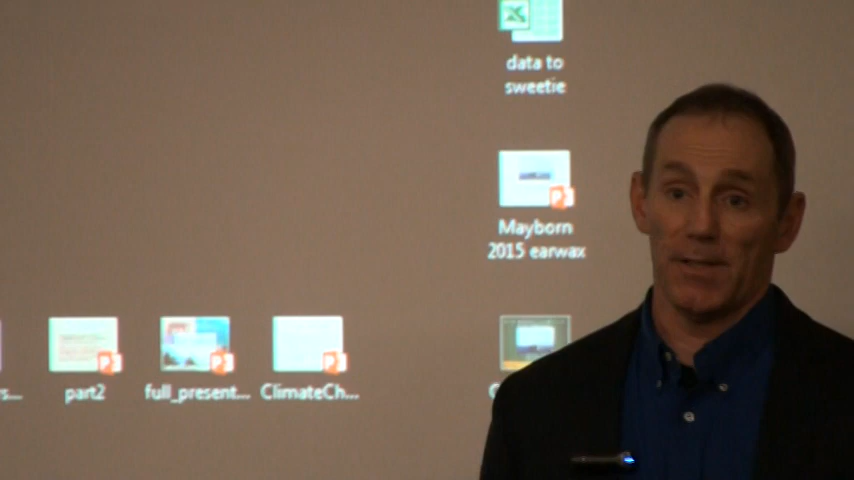 data to
sweetie
Mayborn
2015 earwax
part2
full_present...
ClimateCh...